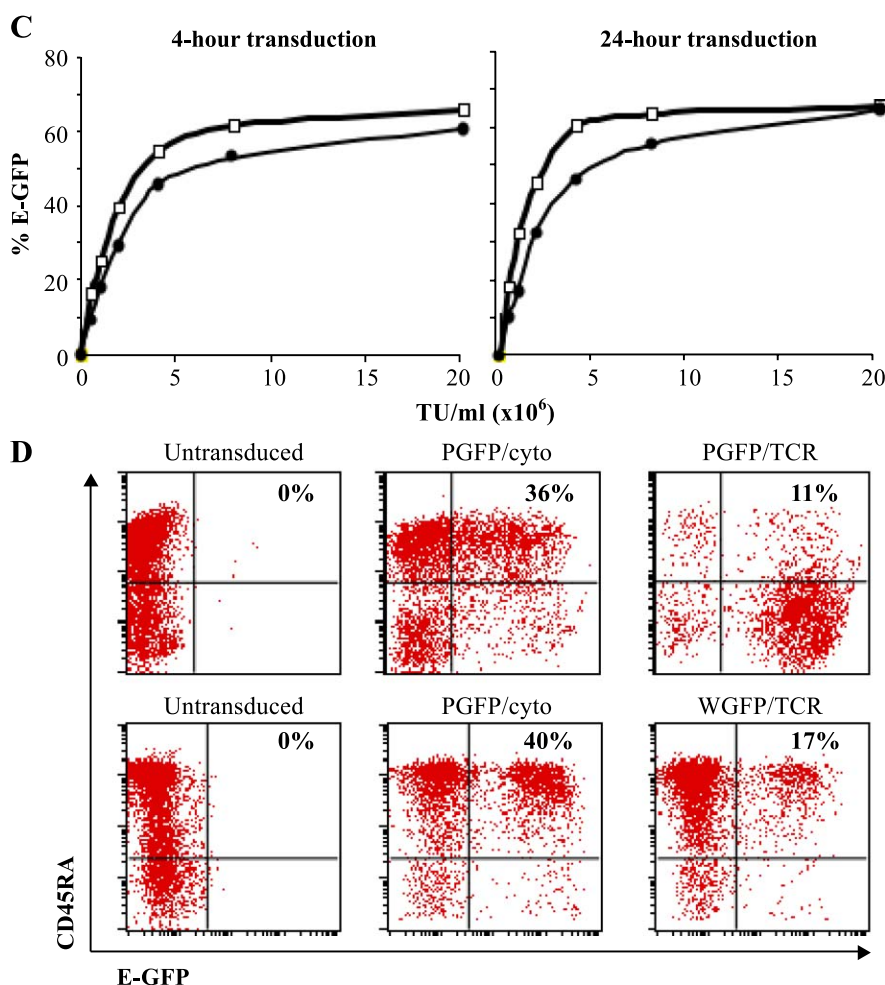 C
4-hour transduction
24-hour transduction
% E-GFP
80
60
40
20
0
0 5 10 15 20
0 5 10 15 20
TU/ml (x10⁶)
D
Untransduced PGFP/cyto PGFP/TCR
0% 36% 11%
Untransduced PGFP/cyto WGFP/TCR
0% 40% 17%
CD45RA
E-GFP